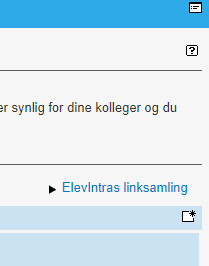 er synlig for dine kolleger og du
ElevIntras linksamling